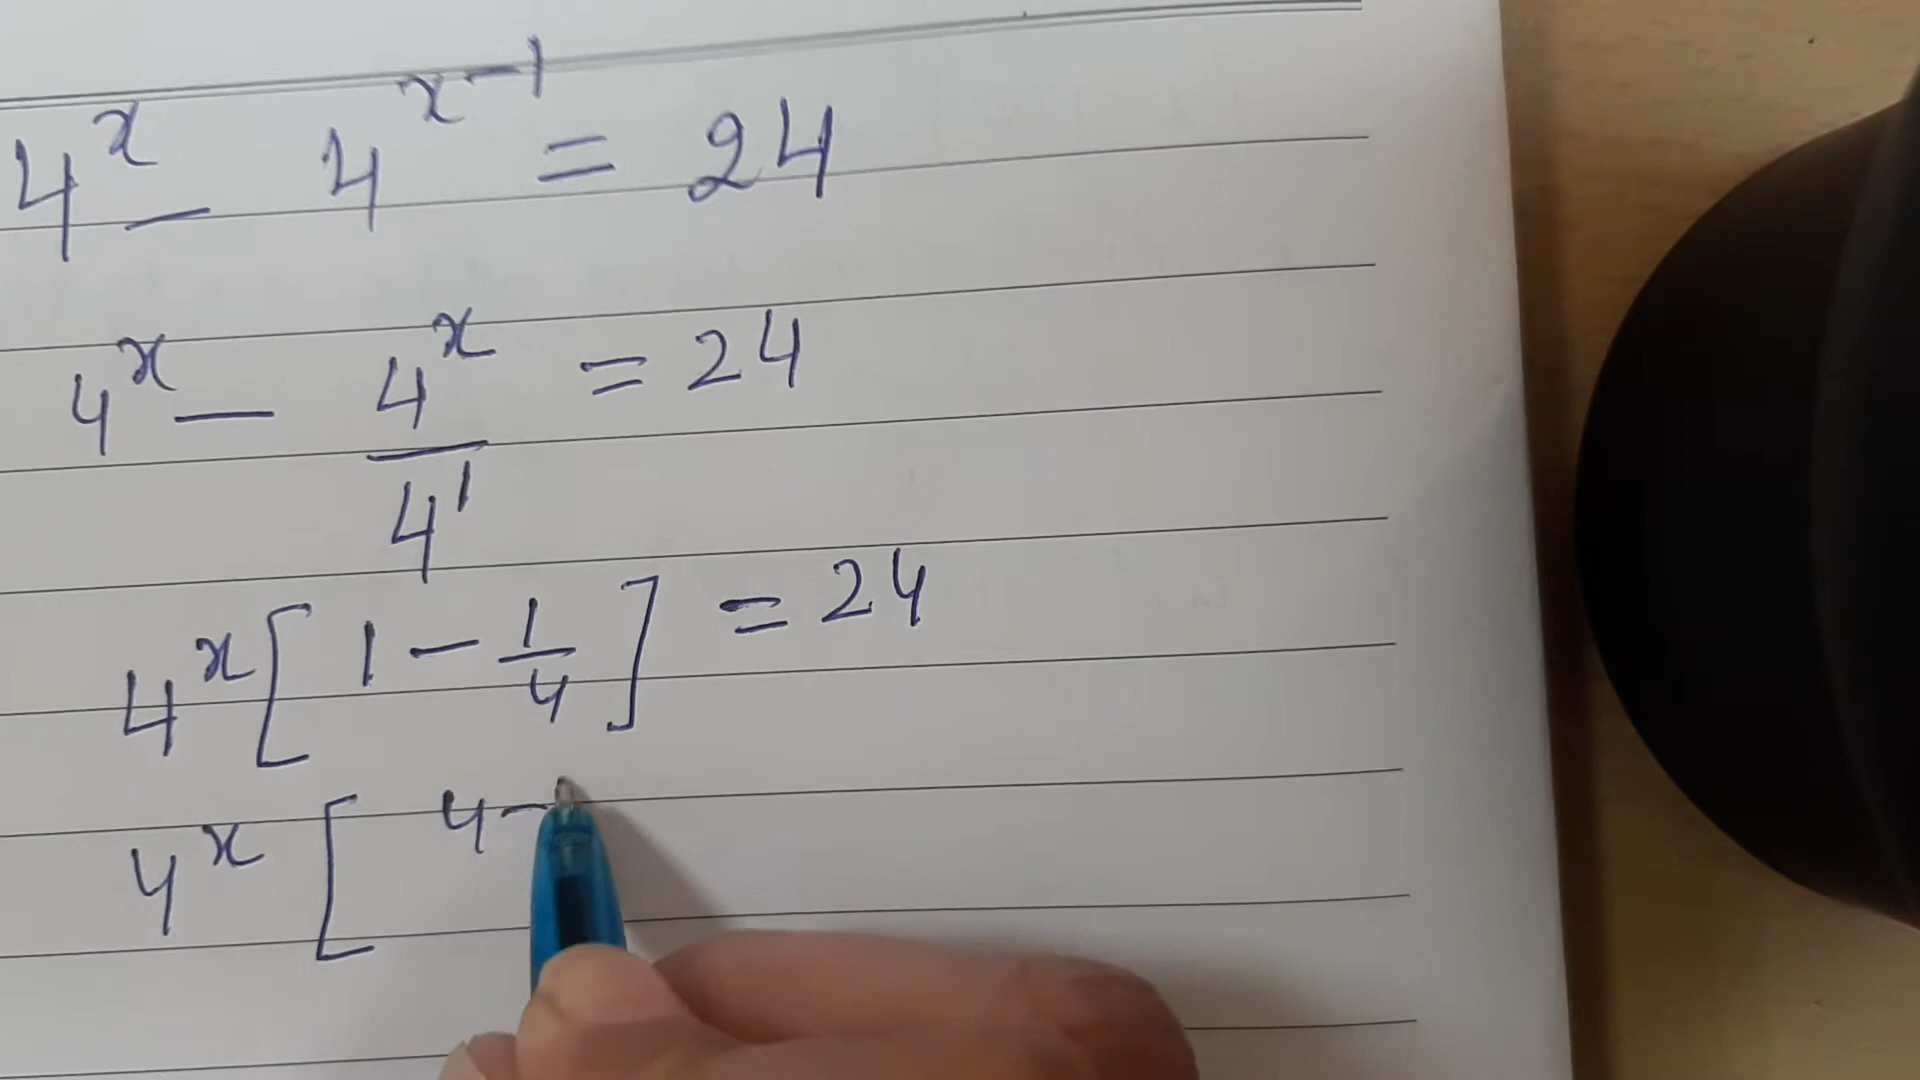 4^x - 4^(x-1) = 24
4^x - 4^x/4^1 = 24
4^x [1 - 1/4] = 24
4^x [4 -